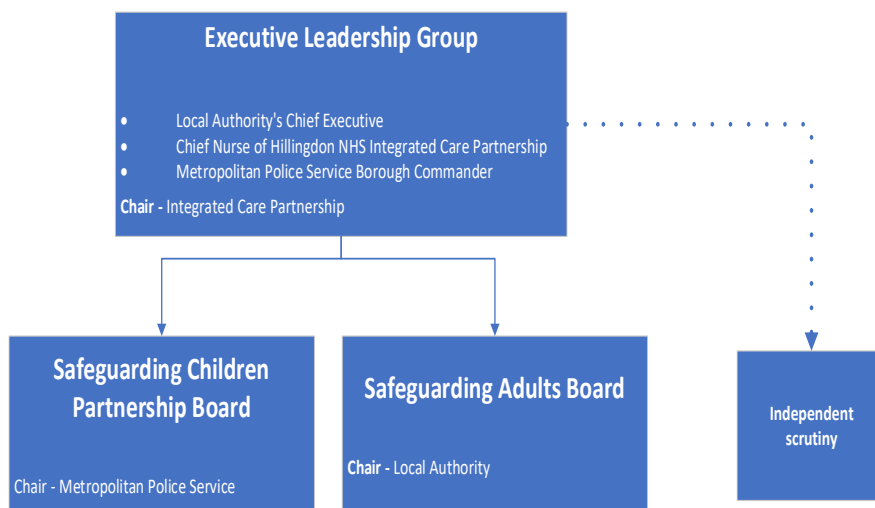 Executive Leadership Group
• Local Authority's Chief Executive
• Chief Nurse of Hillingdon NHS Integrated Care Partnership
• Metropolitan Police Service Borough Commander
Chair - Integrated Care Partnership
Safeguarding Children
Partnership Board
Chair - Metropolitan Police Service
Safeguarding Adults Board
Chair - Local Authority
Independent
scrutiny